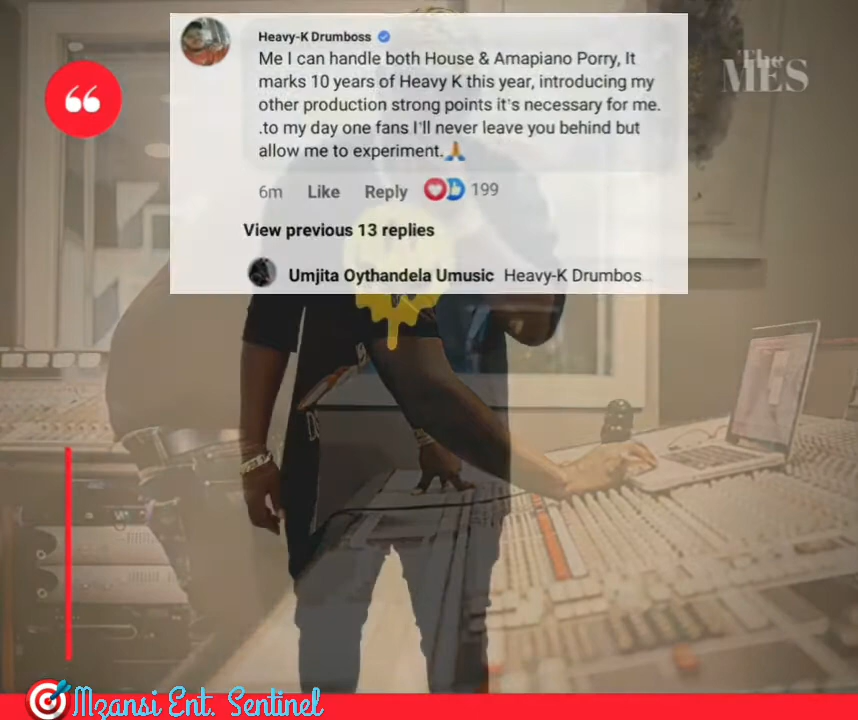 The
MES
Heavy-K Drumboss
Me I can handle both House & Amapiano Porry, It
marks 10 years of Heavy K this year, introducing my
other production strong points it's necessary for me.
.to my day one fans I'll never leave you behind but
allow me to experiment.🙏
6m Like Reply 199
View previous 13 replies
Umjita Oythandela Umusic Heavy-K Drumbos...
Mzansi Ent. Sentinel